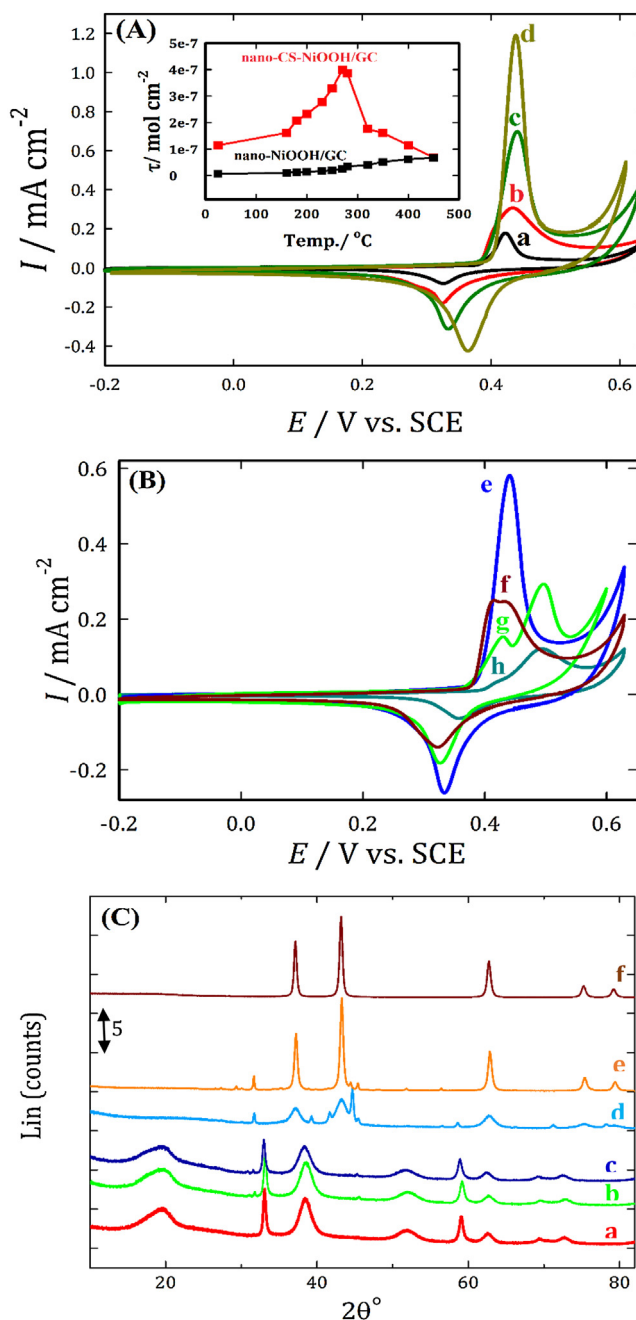 (A)
nano-CS-NiOOH/GC
nano-NiOOH/GC
τ/ mol cm⁻²
5e-7
4e-7
3e-7
2e-7
1e-7
0
0 100 200 300 400 500
Temp./ °C
d
c
b
a
I / mA cm⁻²
1.2
1.0
0.8
0.6
0.4
0.2
0.0
-0.2
-0.4
-0.2 0.0 0.2 0.4 0.6
E / V vs. SCE
(B)
e
f
g
h
I / mA cm⁻²
0.6
0.4
0.2
0.0
-0.2
-0.2 0.0 0.2 0.4 0.6
E / V vs. SCE
(C)
f
5
e
d
c
b
a
Lin (counts)
20 40 60 80
2θ°